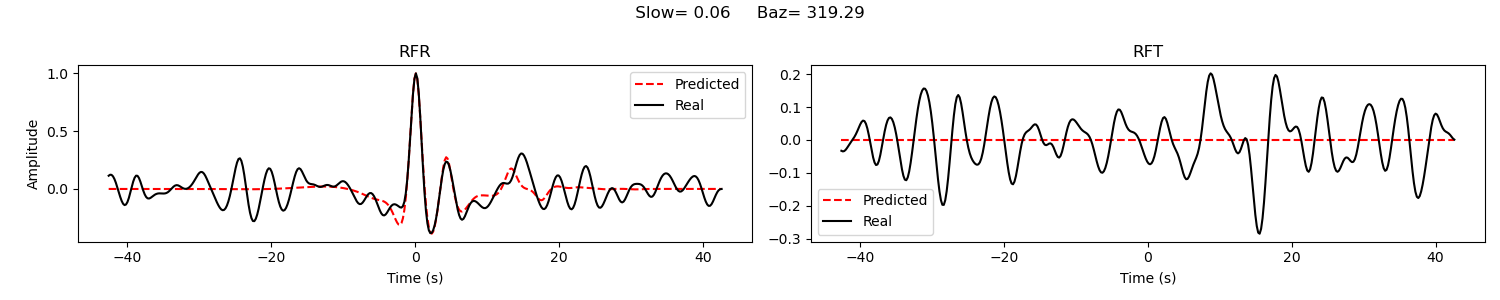 Slow= 0.06 Baz= 319.29
RFR
1.0
0.5
0.0
Amplitude
Predicted
Real
−40
−20
0
20
40
Time (s)
RFT
0.2
0.1
0.0
−0.1
−0.2
−0.3
Predicted
Real
−40
−20
0
20
40
Time (s)